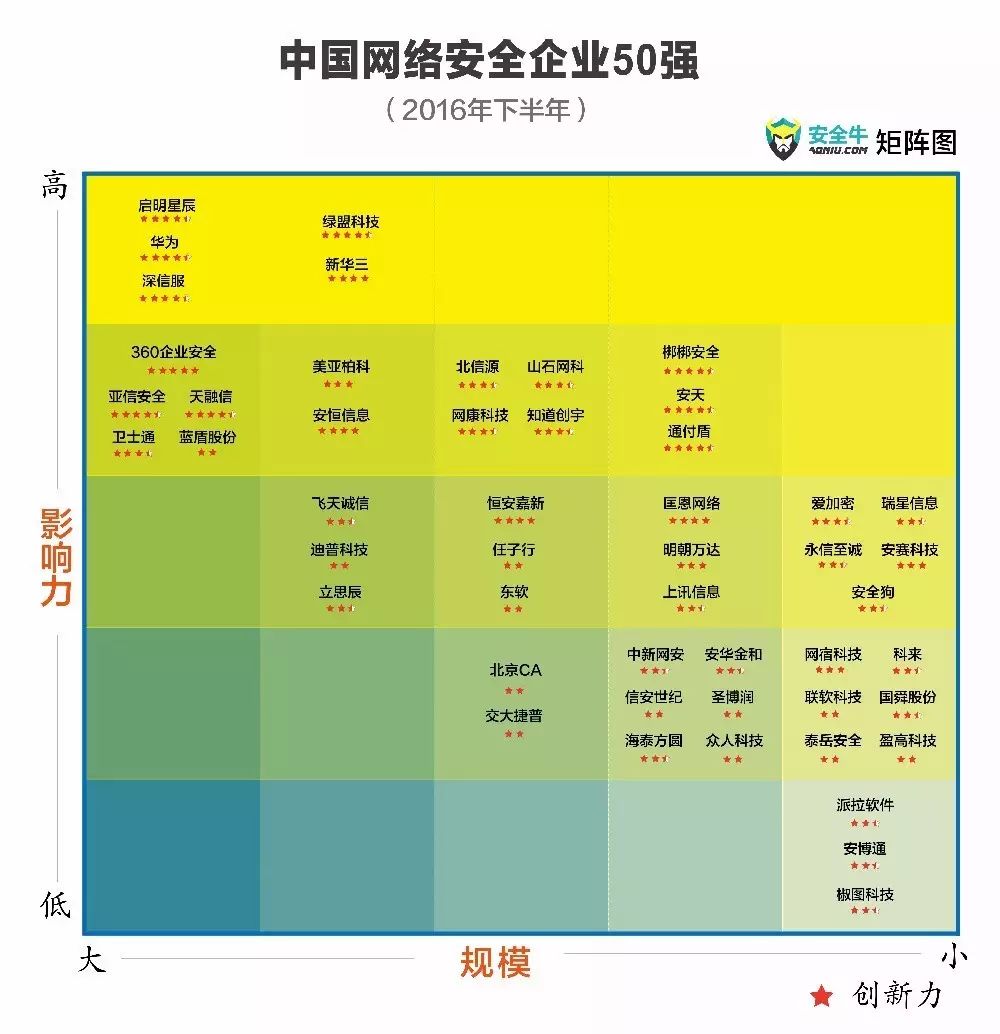 中国网络安全企业50强
（2016年下半年）
安全牛
AQNIU.COM
矩阵图
高
启明星辰
华为
深信服
绿盟科技
新华三
360企业安全
亚信安全 天融信
卫士通 蓝盾股份
美亚柏科
安恒信息
北信源 山石网科
网康科技 知道创宇
梆梆安全
安天
通付盾
影响力
飞天诚信
迪普科技
立思辰
恒安嘉新
任子行
东软
匡恩网络
明朝万达
上讯信息
爱加密 瑞星信息
永信至诚 安赛科技
安全狗
北京CA
交大捷普
中新网安 安华金和
信安世纪 圣博润
海泰方圆 众人科技
网宿科技 科来
联软科技 国舜股份
泰岳安全 盈高科技
派拉软件
安博通
椒图科技
低
大 规模 小
创新力